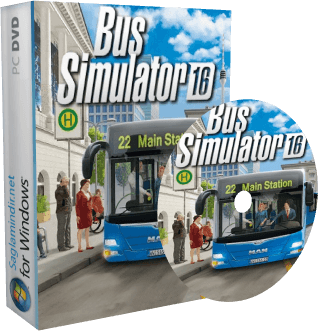 PC DVD
Saglamindir.net
for Windows
Bus
Simulator 16
H
22 Main Station
MAN
Bus
Simulator 16
H
22 Main Station
MAN